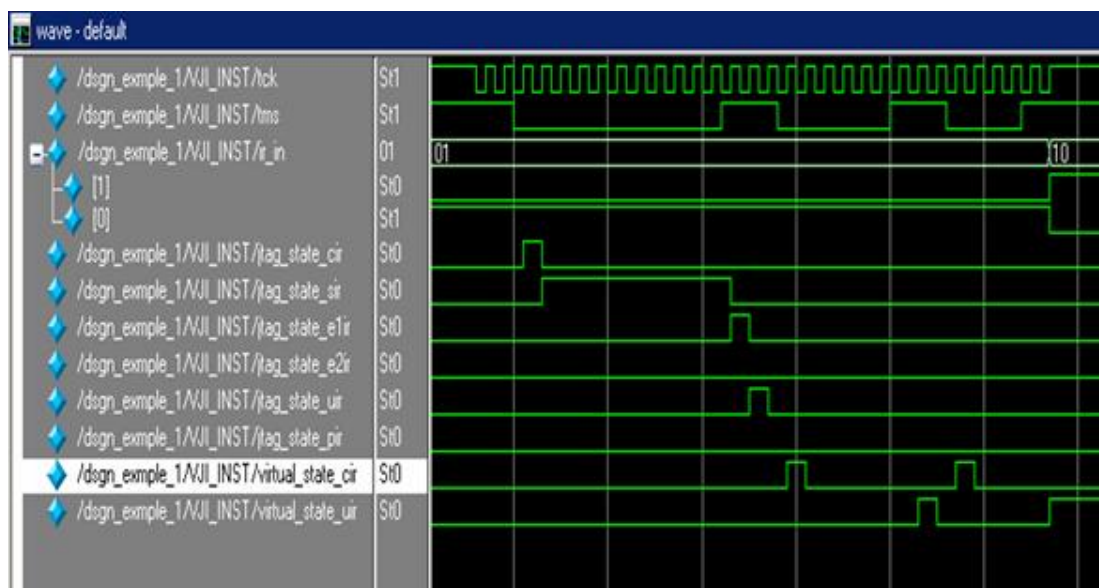 wave - default
/dsgn_exmple_1/VJI_INST/tck St1
/dsgn_exmple_1/VJI_INST/tms St1
/dsgn_exmple_1/VJI_INST/ir_in 01 01 10
[1] St0
[0] St1
/dsgn_exmple_1/VJI_INST/jtag_state_cir St0
/dsgn_exmple_1/VJI_INST/jtag_state_sir St0
/dsgn_exmple_1/VJI_INST/jtag_state_e1ir St0
/dsgn_exmple_1/VJI_INST/jtag_state_e2ir St0
/dsgn_exmple_1/VJI_INST/jtag_state_uir St0
/dsgn_exmple_1/VJI_INST/jtag_state_pir St0
/dsgn_exmple_1/VJI_INST/virtual_state_cir St0
/dsgn_exmple_1/VJI_INST/virtual_state_uir St0